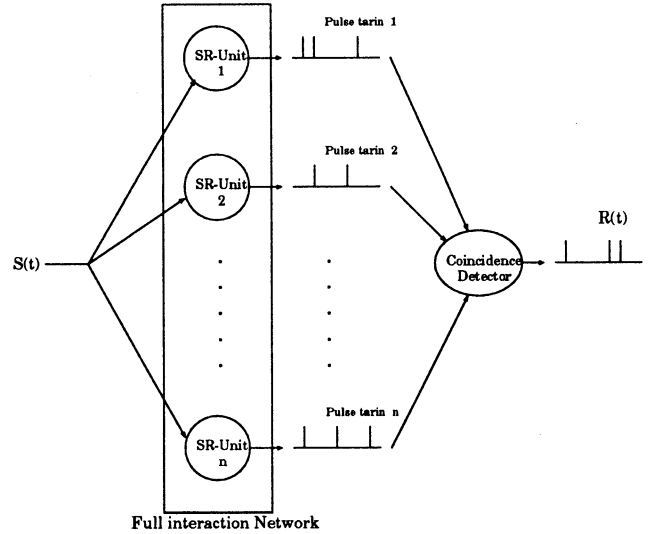 Pulse tarin 1
SR-Unit
1
Pulse tarin 2
SR-Unit
2
R(t)
S(t)
Coincidence
Detector
Pulse tarin n
SR-Unit
n
Full interaction Network